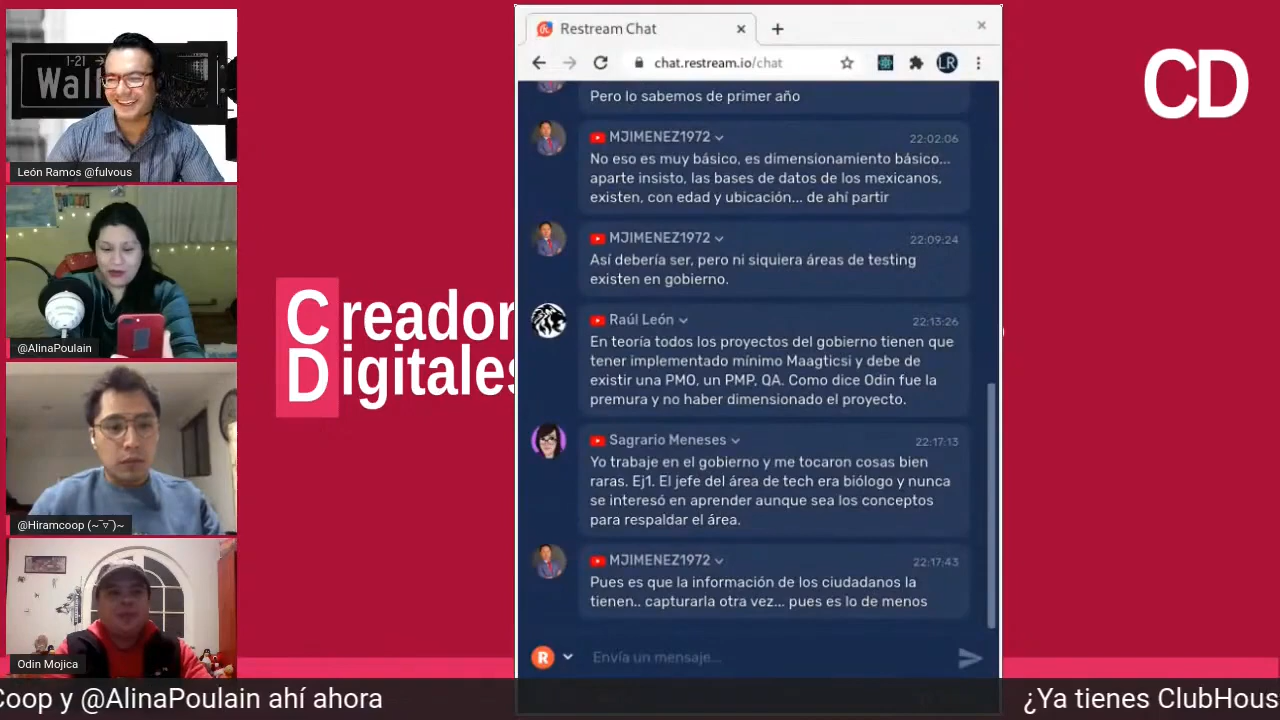 1-21 →
Wall
León Ramos @fulvous
@AlinaPoulain
@Hiramcoop (~‾▿‾)~
Odin Mojica
Creador
Digitales
Restream Chat
chat.restream.io/chat
LR
Pero lo sabemos de primer año
MJIMENEZ1972
22:02:06
No eso es muy básico, es dimensionamiento básico...
aparte insisto, las bases de datos de los mexicanos,
existen, con edad y ubicación... de ahí partir
MJIMENEZ1972
22:09:24
Así debería ser, pero ni siquiera áreas de testing
existen en gobierno.
Raúl León
22:13:26
En teoría todos los proyectos del gobierno tienen que
tener implementado mínimo Maagticsi y debe de
existir una PMO, un PMP, QA. Como dice Odin fue la
premura y no haber dimensionado el proyecto.
Sagrario Meneses
22:17:13
Yo trabaje en el gobierno y me tocaron cosas bien
raras. Ej1. El jefe del área de tech era biólogo y nunca
se interesó en aprender aunque sea los conceptos
para respaldar el área.
MJIMENEZ1972
22:17:43
Pues es que la información de los ciudadanos la
tienen.. capturarla otra vez... pues es lo de menos
R
Envía un mensaje...
CD
Coop y @AlinaPoulain ahí ahora
¿Ya tienes ClubHous